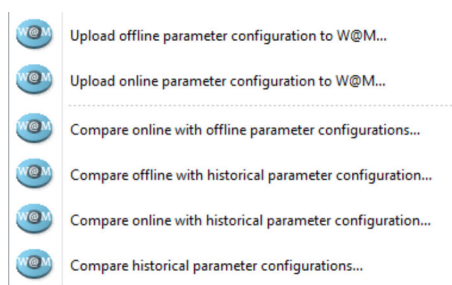 W@M Upload offline parameter configuration to W@M...
W@M Upload online parameter configuration to W@M...
W@M Compare online with offline parameter configurations...
W@M Compare offline with historical parameter configuration...
W@M Compare online with historical parameter configuration...
W@M Compare historical parameter configurations...